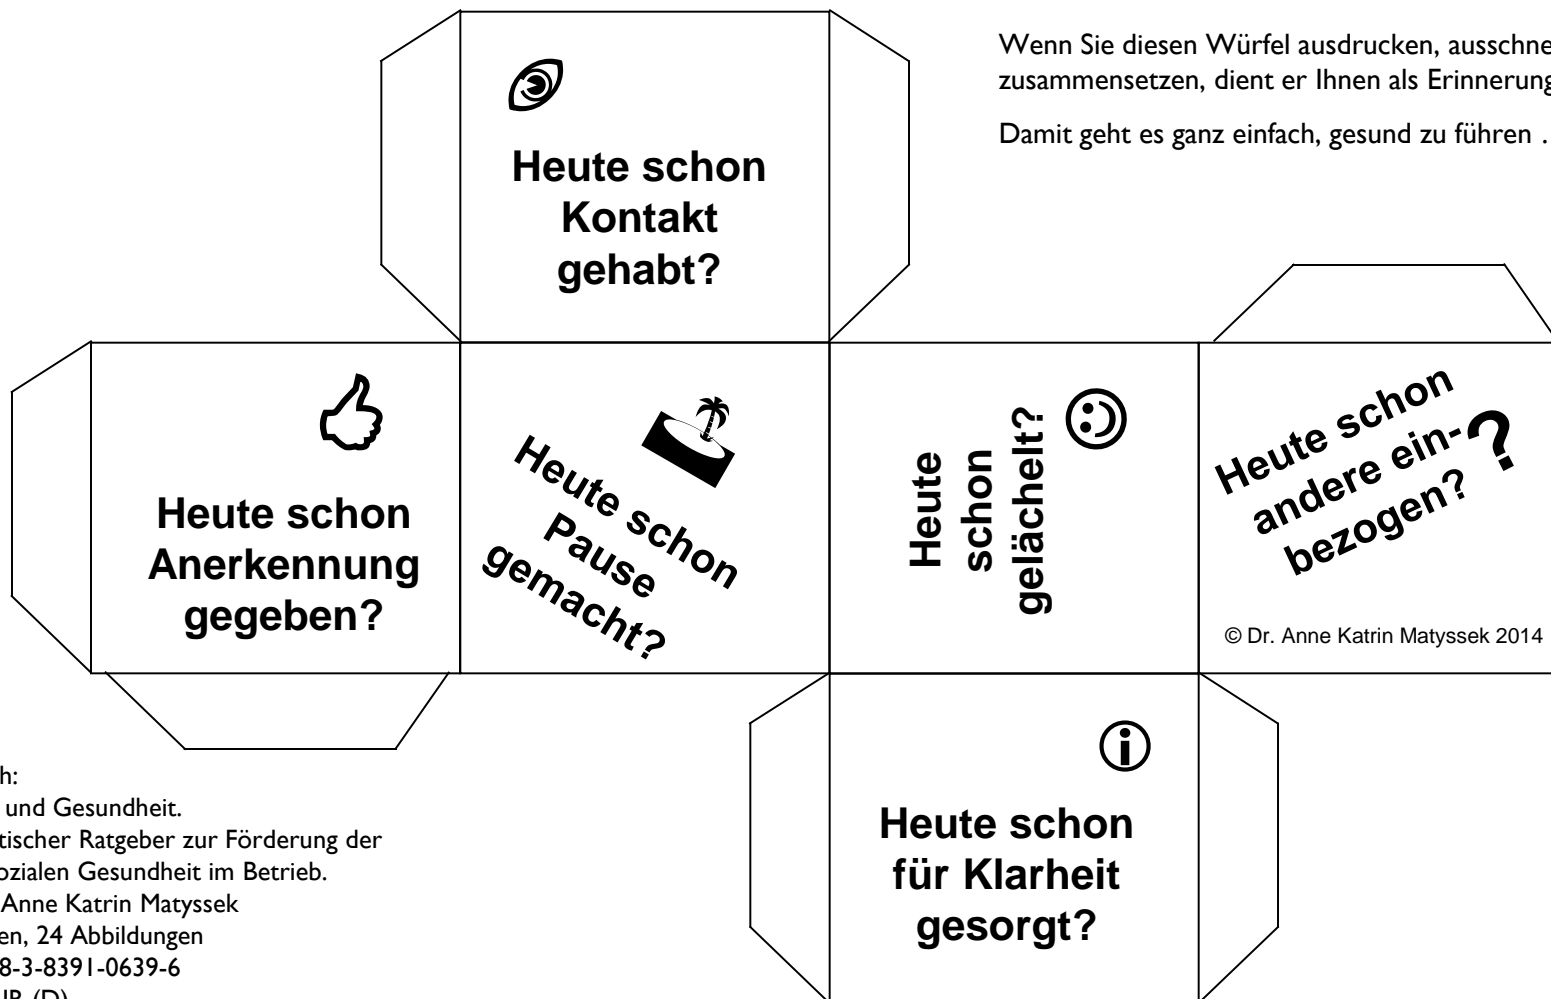 Wenn Sie diesen Würfel ausdrucken, ausschne
zusammensetzen, dient er Ihnen als Erinnerung
Damit geht es ganz einfach, gesund zu führen .
Heute schon
Kontakt
gehabt?
Heute schon
Anerkennung
gegeben?
Heute schon
Pause
gemacht?
Heute
schon
gelächelt?
Heute schon
andere ein-
bezogen?
?
© Dr. Anne Katrin Matyssek 2014
Heute schon
für Klarheit
gesorgt?
h:
und Gesundheit.
tischer Ratgeber zur Förderung der
ozialen Gesundheit im Betrieb.
Anne Katrin Matyssek
en, 24 Abbildungen
8-3-8391-0639-6